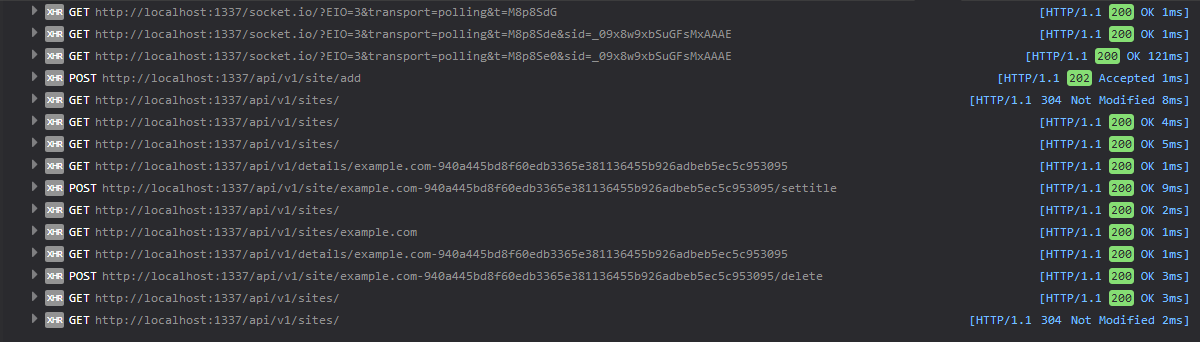 XHR GET http://localhost:1337/socket.io/?EIO=3&transport=polling&t=M8p8SdG [HTTP/1.1 200 OK 1ms]
XHR GET http://localhost:1337/socket.io/?EIO=3&transport=polling&t=M8p8Sde&sid=_09x8w9xbSuGFsMxAAAE [HTTP/1.1 200 OK 1ms]
XHR GET http://localhost:1337/socket.io/?EIO=3&transport=polling&t=M8p8Se0&sid=_09x8w9xbSuGFsMxAAAE [HTTP/1.1 200 OK 121ms]
XHR POST http://localhost:1337/api/v1/site/add [HTTP/1.1 202 Accepted 1ms]
XHR GET http://localhost:1337/api/v1/sites/ [HTTP/1.1 304 Not Modified 8ms]
XHR GET http://localhost:1337/api/v1/sites/ [HTTP/1.1 200 OK 4ms]
XHR GET http://localhost:1337/api/v1/sites/ [HTTP/1.1 200 OK 5ms]
XHR GET http://localhost:1337/api/v1/details/example.com-940a445bd8f60edb3365e381136455b926adbeb5ec5c953095 [HTTP/1.1 200 OK 1ms]
XHR POST http://localhost:1337/api/v1/site/example.com-940a445bd8f60edb3365e381136455b926adbeb5ec5c953095/settitle [HTTP/1.1 200 OK 9ms]
XHR GET http://localhost:1337/api/v1/sites/ [HTTP/1.1 200 OK 2ms]
XHR GET http://localhost:1337/api/v1/sites/example.com [HTTP/1.1 200 OK 1ms]
XHR GET http://localhost:1337/api/v1/details/example.com-940a445bd8f60edb3365e381136455b926adbeb5ec5c953095 [HTTP/1.1 200 OK 1ms]
XHR POST http://localhost:1337/api/v1/site/example.com-940a445bd8f60edb3365e381136455b926adbeb5ec5c953095/delete [HTTP/1.1 200 OK 3ms]
XHR GET http://localhost:1337/api/v1/sites/ [HTTP/1.1 200 OK 3ms]
XHR GET http://localhost:1337/api/v1/sites/ [HTTP/1.1 304 Not Modified 2ms]